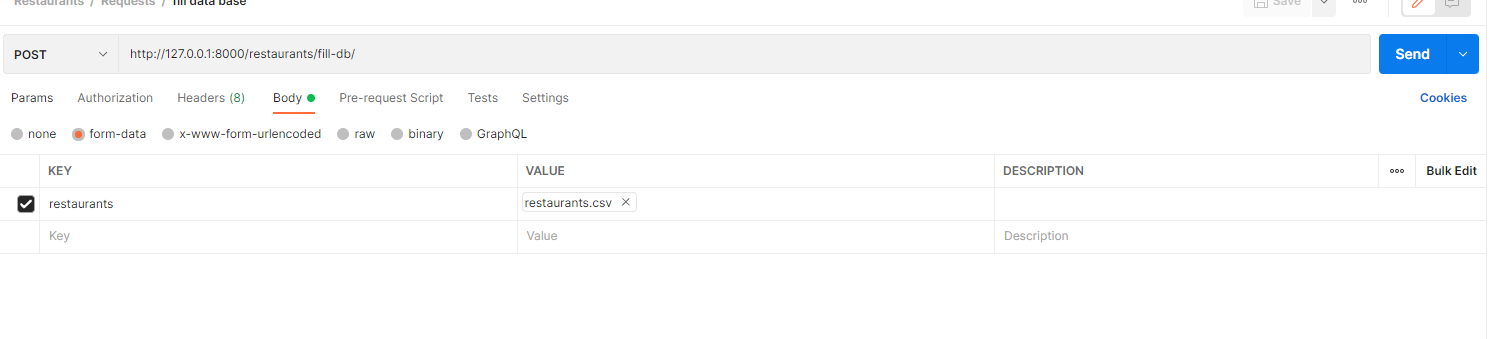 Restaurants / Requests / fill data base
Save
POST
http://127.0.0.1:8000/restaurants/fill-db/
Send
Params Authorization Headers (8) Body Pre-request Script Tests Settings Cookies
none form-data x-www-form-urlencoded raw binary GraphQL
KEY VALUE DESCRIPTION Bulk Edit
restaurants restaurants.csv
Key Value Description